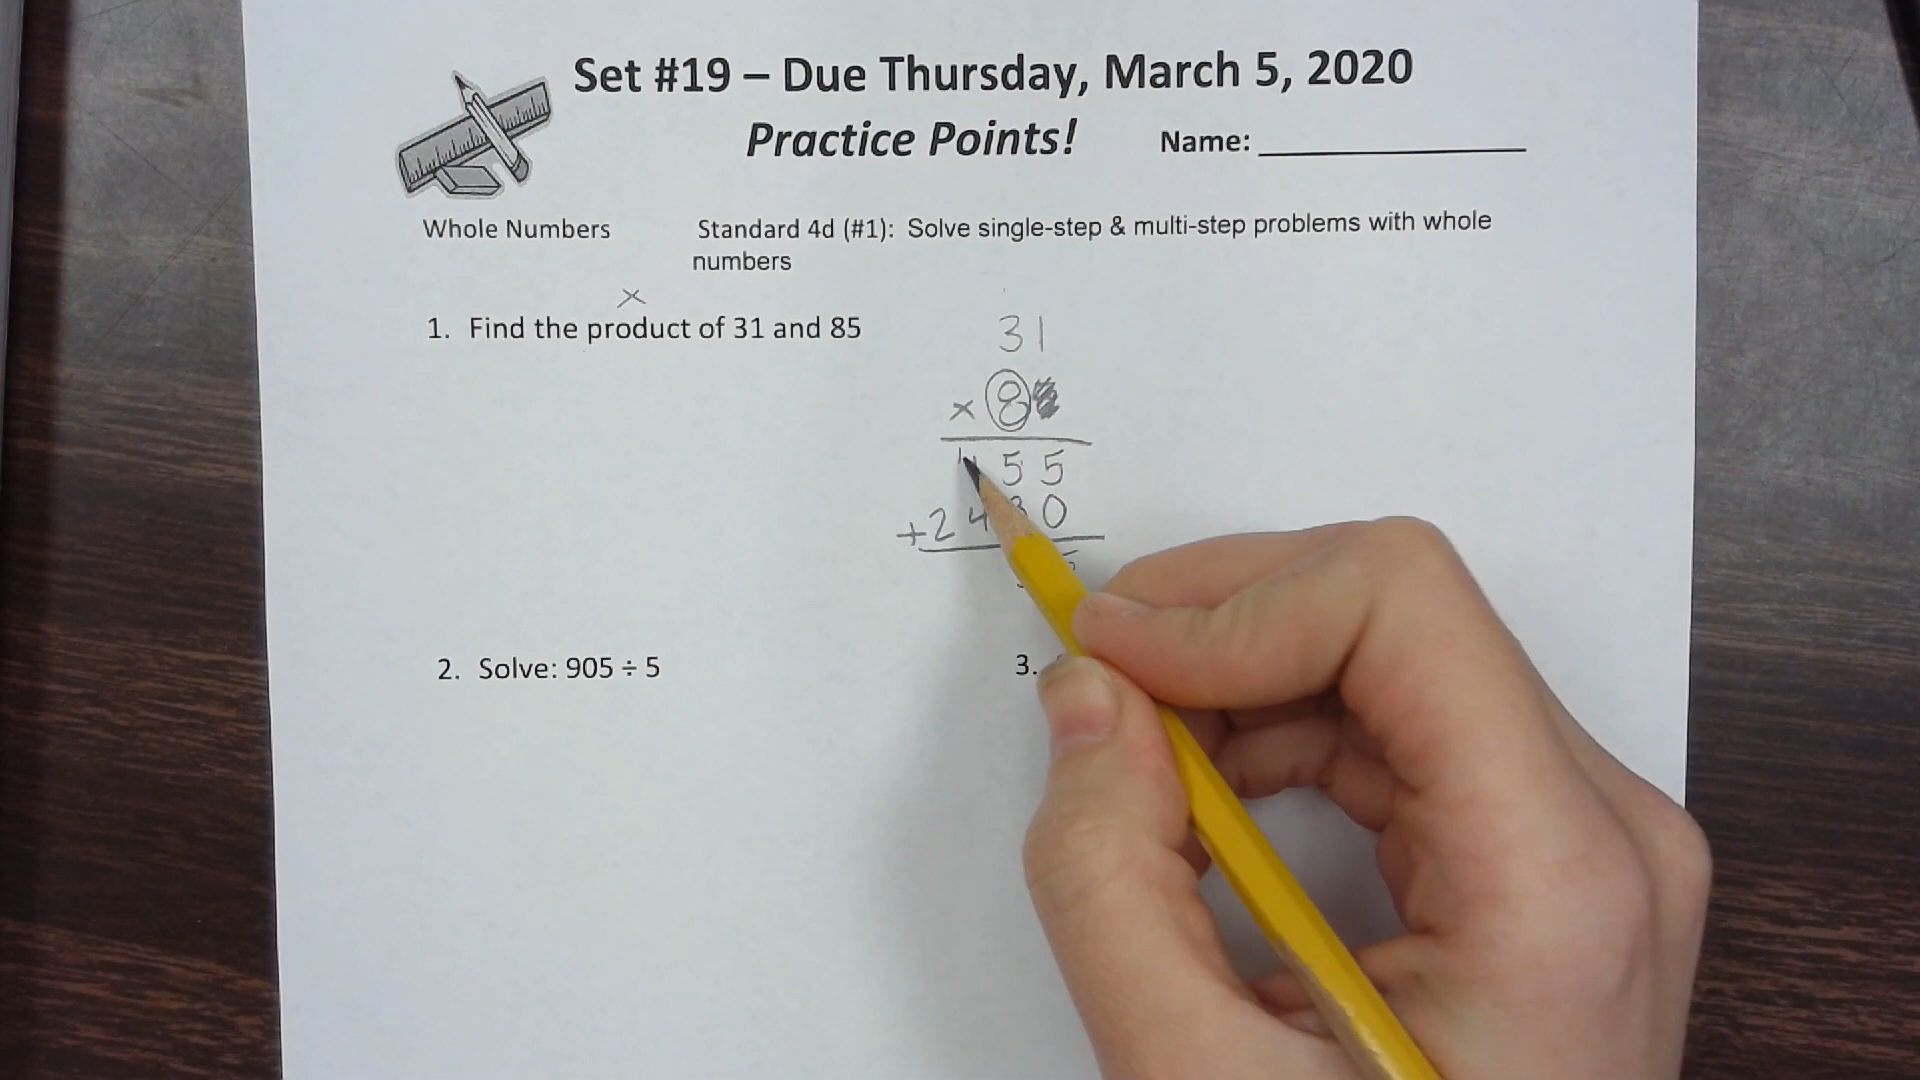 Set #19 – Due Thursday, March 5, 2020
Practice Points!
Name:
Whole Numbers
Standard 4d (#1): Solve single-step & multi-step problems with whole
numbers
×
1. Find the product of 31 and 85
31
× 8
1 55
+2480
2. Solve: 905 ÷ 5
3.